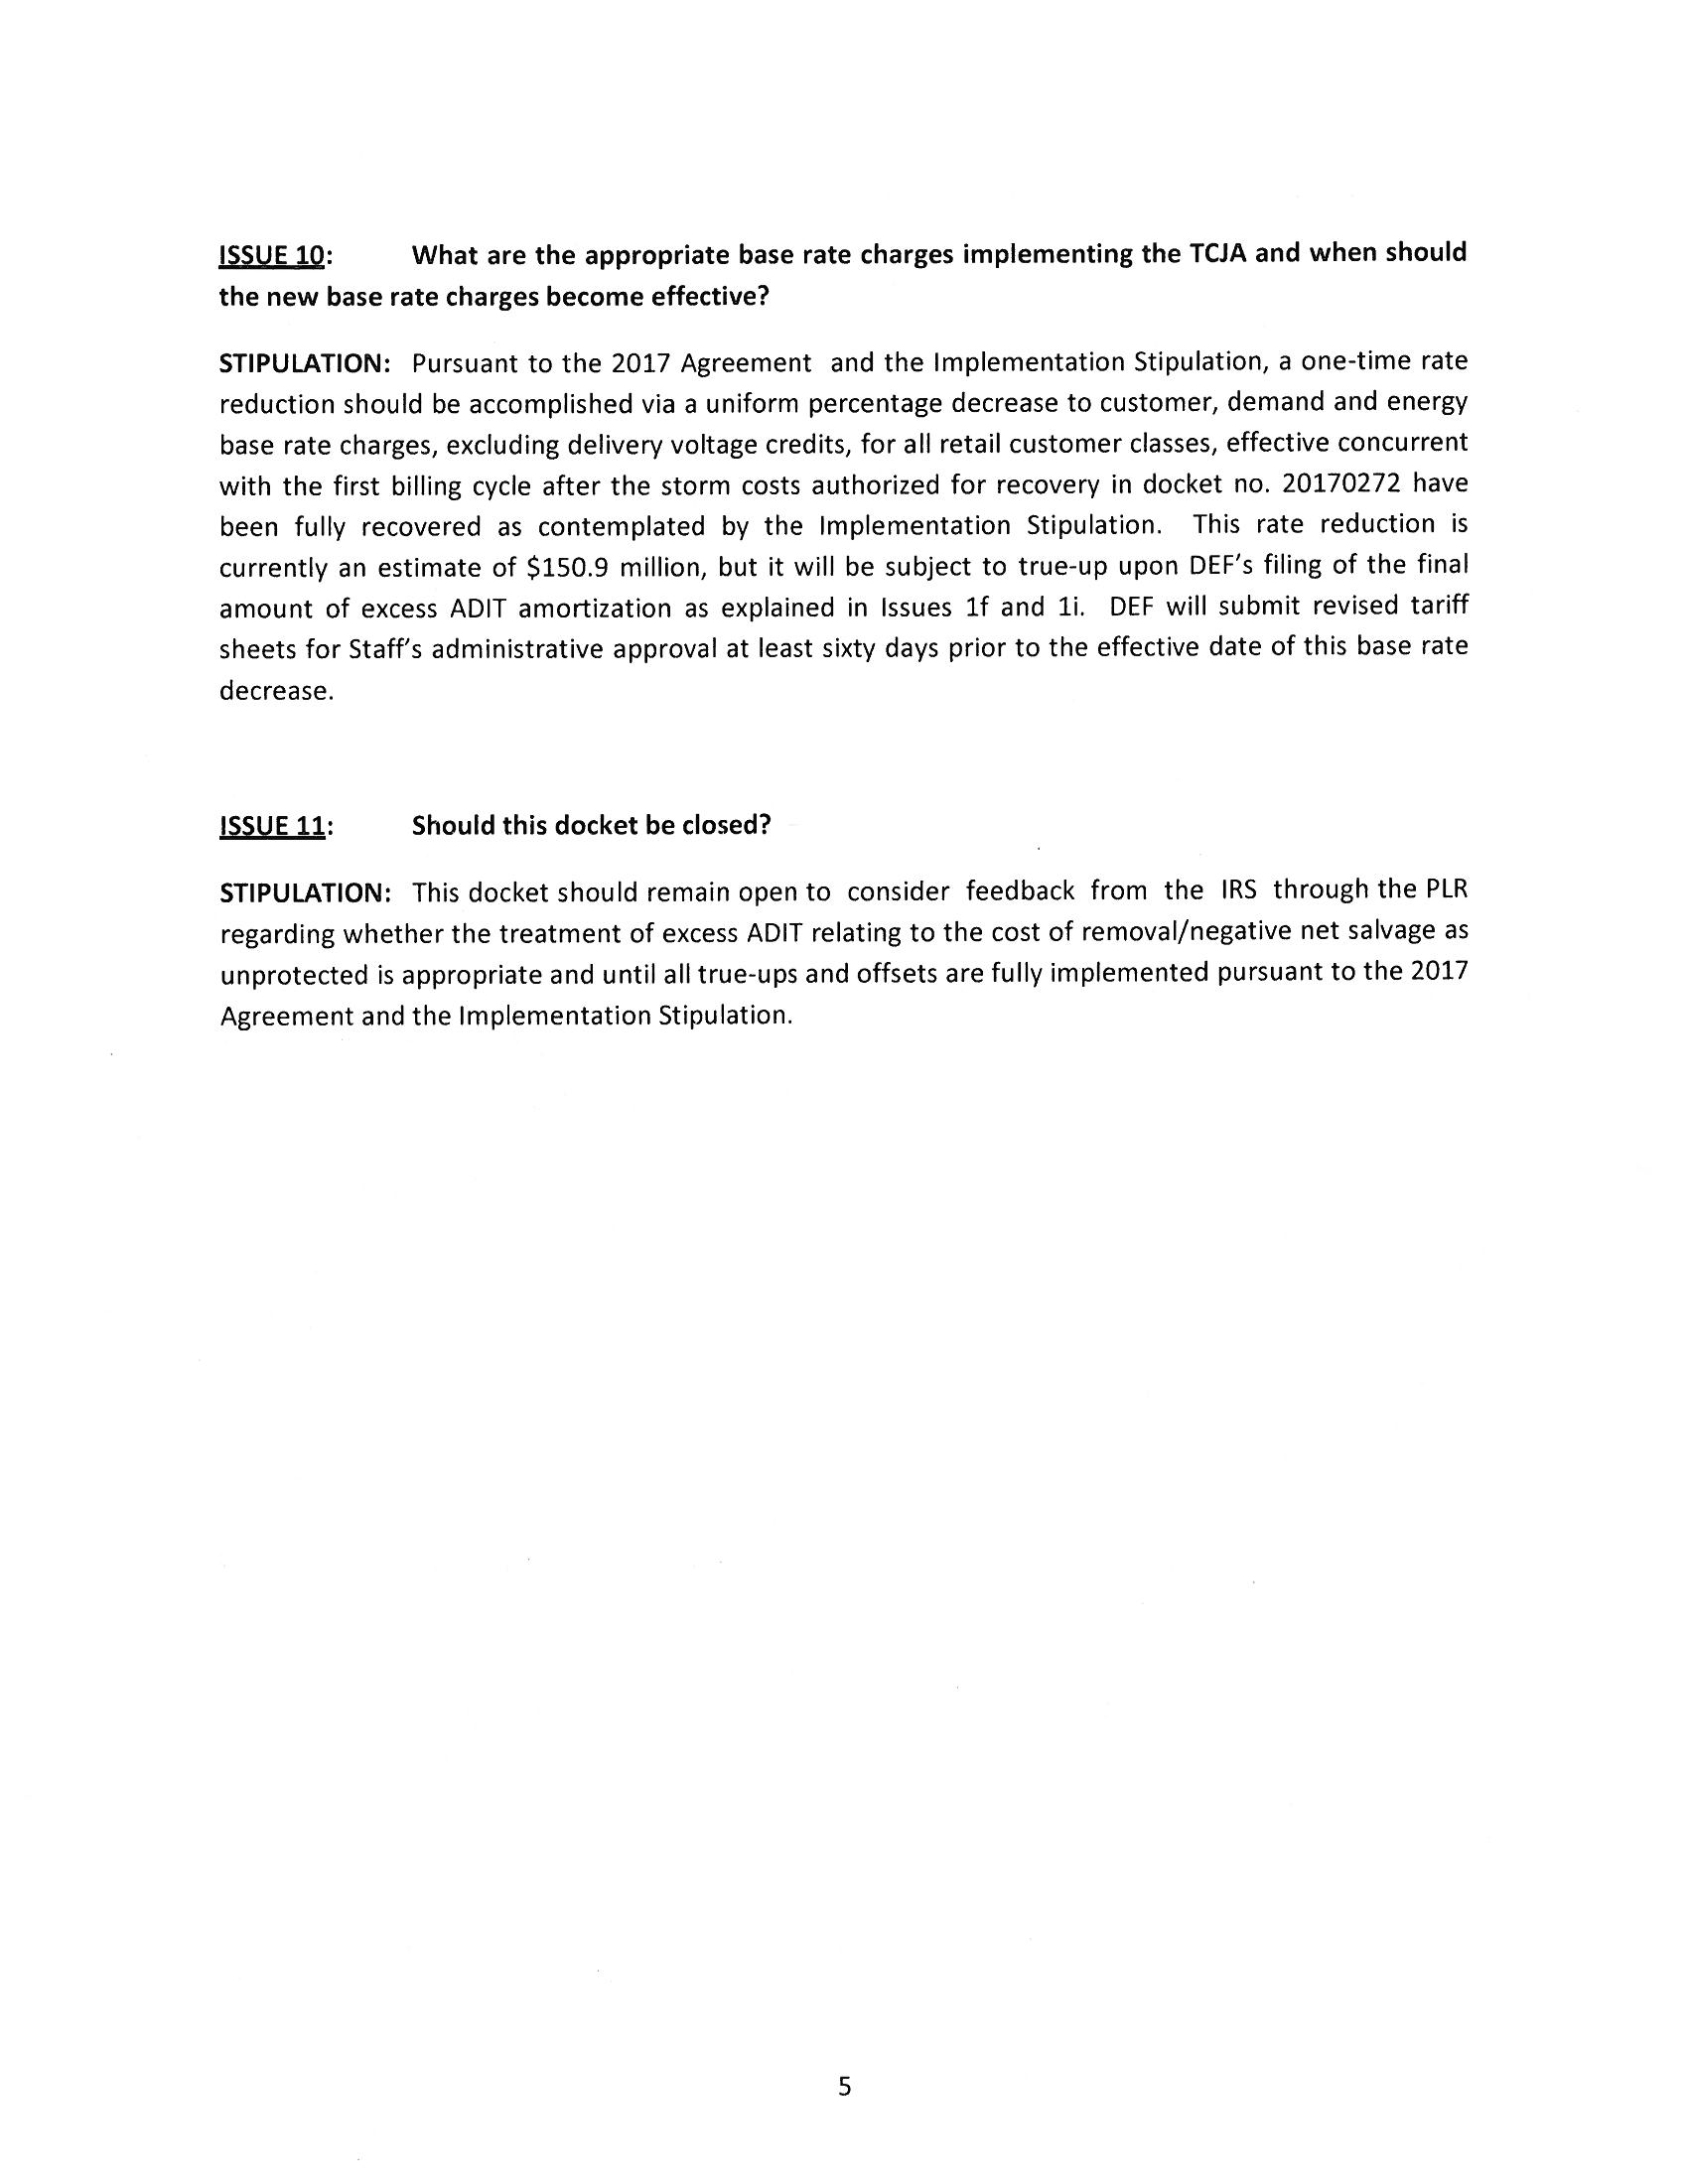 ISSUE 10: What are the appropriate base rate charges implementing the TCJA and when should
the new base rate charges become effective?
STIPULATION: Pursuant to the 2017 Agreement and the Implementation Stipulation, a one-time rate
reduction should be accomplished via a uniform percentage decrease to customer, demand and energy
base rate charges, excluding delivery voltage credits, for all retail customer classes, effective concurrent
with the first billing cycle after the storm costs authorized for recovery in docket no. 20170272 have
been fully recovered as contemplated by the Implementation Stipulation. This rate reduction is
currently an estimate of $150.9 million, but it will be subject to true-up upon DEF's filing of the final
amount of excess ADIT amortization as explained in Issues 1f and 1i. DEF will submit revised tariff
sheets for Staff's administrative approval at least sixty days prior to the effective date of this base rate
decrease.
ISSUE 11: Should this docket be closed?
STIPULATION: This docket should remain open to consider feedback from the IRS through the PLR
regarding whether the treatment of excess ADIT relating to the cost of removal/negative net salvage as
unprotected is appropriate and until all true-ups and offsets are fully implemented pursuant to the 2017
Agreement and the Implementation Stipulation.
5